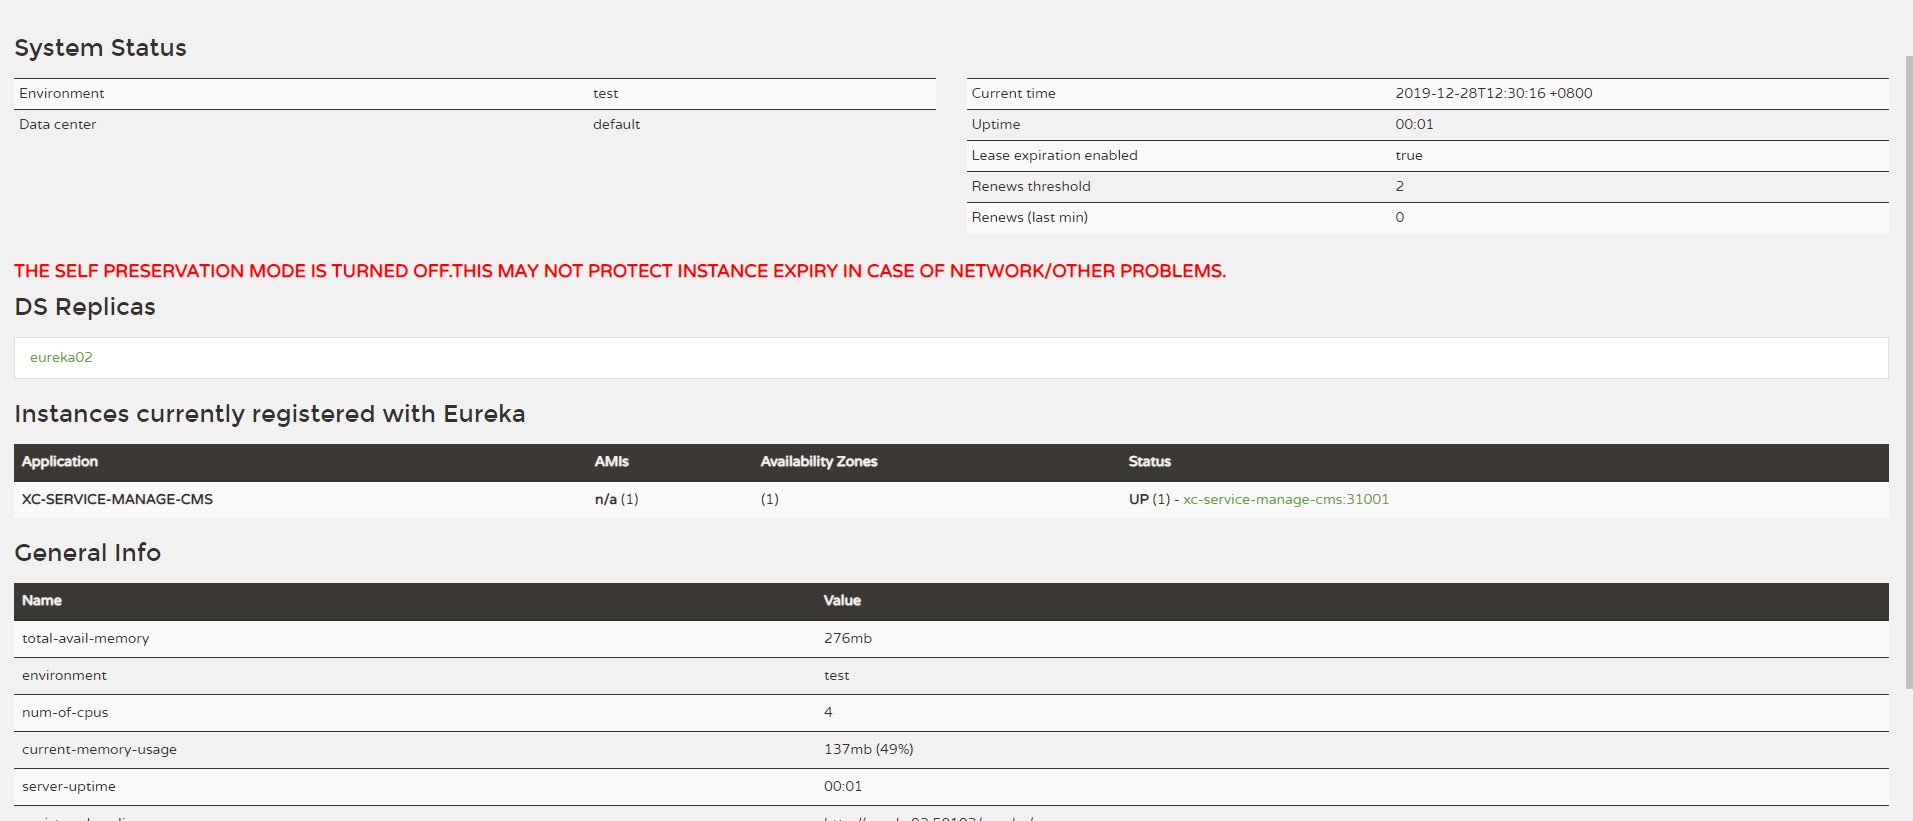 System Status
Environment test
Data center default
Current time 2019-12-28T12:30:16 +0800
Uptime 00:01
Lease expiration enabled true
Renews threshold 2
Renews (last min) 0
THE SELF PRESERVATION MODE IS TURNED OFF.THIS MAY NOT PROTECT INSTANCE EXPIRY IN CASE OF NETWORK/OTHER PROBLEMS.
DS Replicas
eureka02
Instances currently registered with Eureka
Application AMIs Availability Zones Status
XC-SERVICE-MANAGE-CMS n/a (1) (1) UP (1) - xc-service-manage-cms:31001
General Info
Name Value
total-avail-memory 276mb
environment test
num-of-cpus 4
current-memory-usage 137mb (49%)
server-uptime 00:01